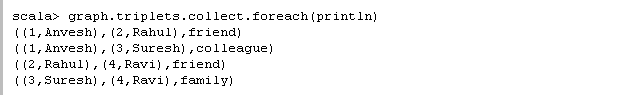 scala> graph.triplets.collect.foreach(println)
((1,Anvesh),(2,Rahul),friend)
((1,Anvesh),(3,Suresh),colleague)
((2,Rahul),(4,Ravi),friend)
((3,Suresh),(4,Ravi),family)